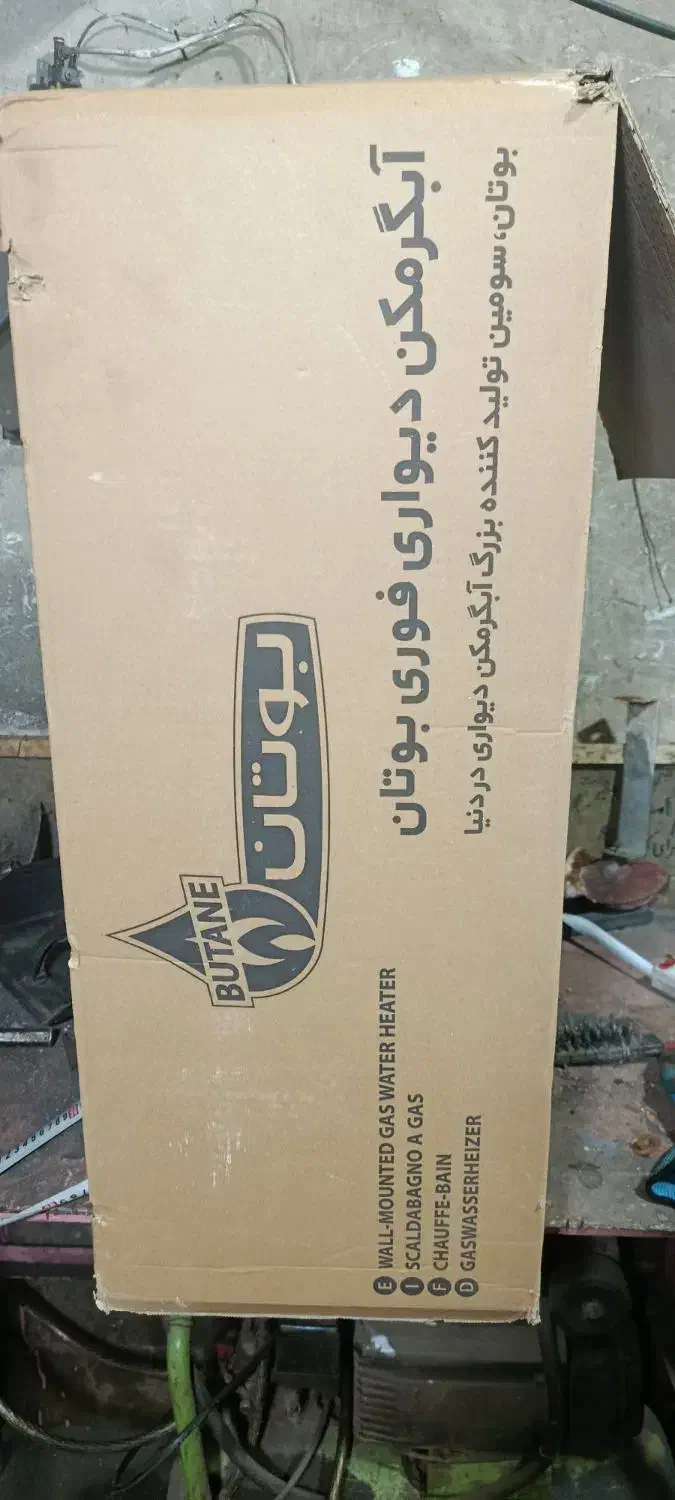 بوتان
BUTANE
آبگرمکن دیواری فوری بوتان
بوتان، سومین تولید کننده بزرگ آبگرمکن دیواری در دنیا
E WALL-MOUNTED GAS WATER HEATER
I SCALDABAGNO A GAS
F CHAUFFE-BAIN
D GASWASSERHEIZER